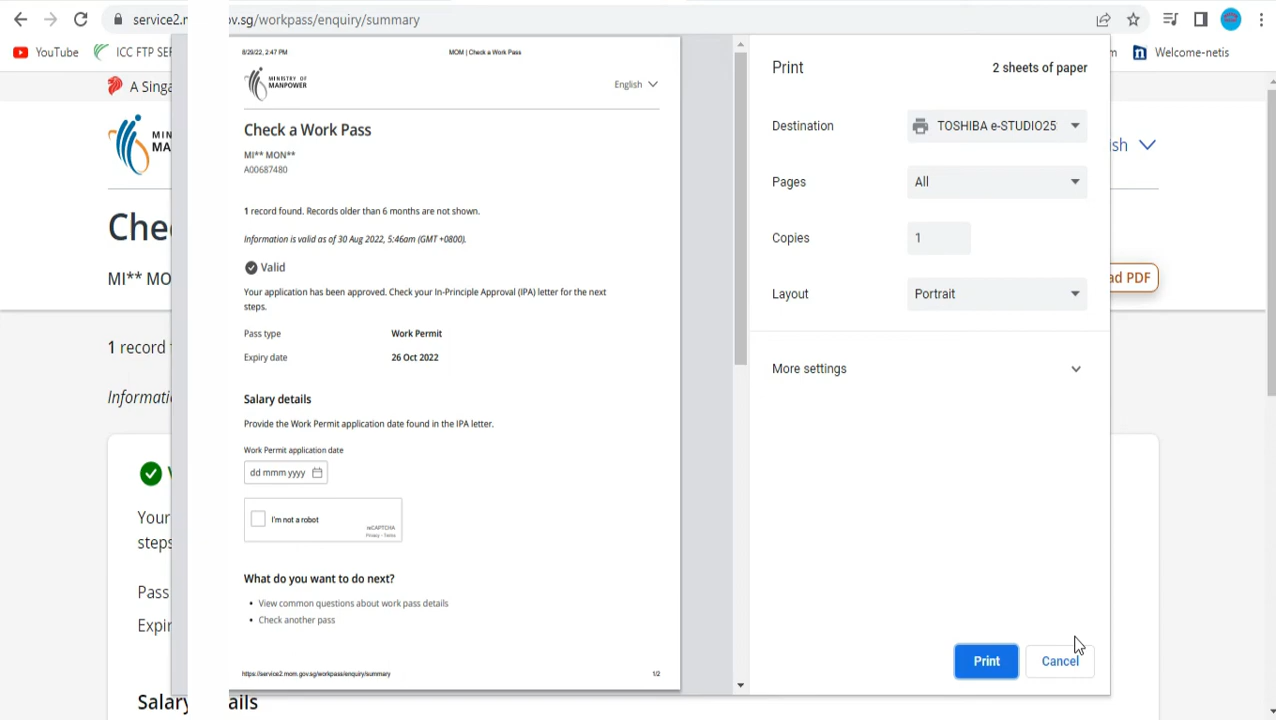 service2.m
ov.sg/workpass/enquiry/summary
YouTube
ICC FTP SEF
m
Welcome-netis
A Singa
MIN
MA
ish
Che
MI** MO
ad PDF
1 record
Informati
Your
steps
Pass
Expir
Salary
ails
8/29/22, 2:47 PM
MOM | Check a Work Pass
MINISTRY OF
MANPOWER
English
Check a Work Pass
MI** MON**
A00687480
1 record found. Records older than 6 months are not shown.
Information is valid as of 30 Aug 2022, 5:46am (GMT +0800).
Valid
Your application has been approved. Check your In-Principle Approval (IPA) letter for the next
steps.
Pass type Work Permit
Expiry date 26 Oct 2022
Salary details
Provide the Work Permit application date found in the IPA letter.
Work Permit application date
dd mmm yyyy
I'm not a robot
reCAPTCHA
Privacy - Terms
What do you want to do next?
• View common questions about work pass details
• Check another pass
https://service2.mom.gov.sg/workpass/enquiry/summary 1/2
Print 2 sheets of paper
Destination TOSHIBA e-STUDIO25
Pages All
Copies 1
Layout Portrait
More settings
Print Cancel